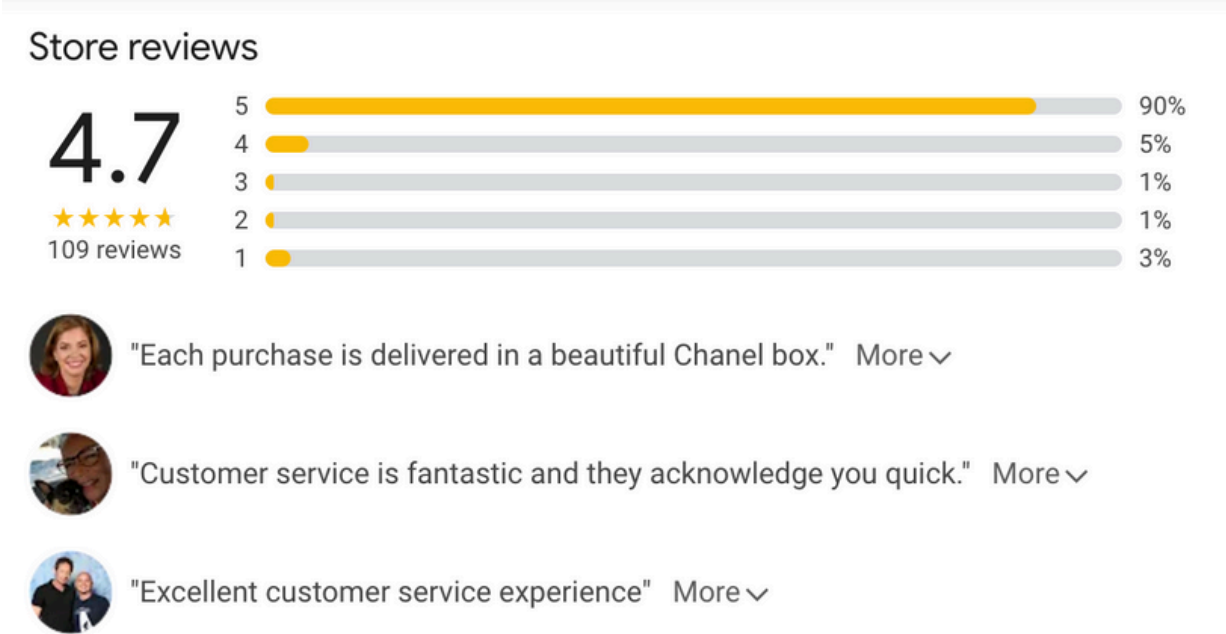 Store reviews
4.7
109 reviews
5 90%
4 5%
3 1%
2 1%
1 3%
"Each purchase is delivered in a beautiful Chanel box." More
"Customer service is fantastic and they acknowledge you quick." More
"Excellent customer service experience" More